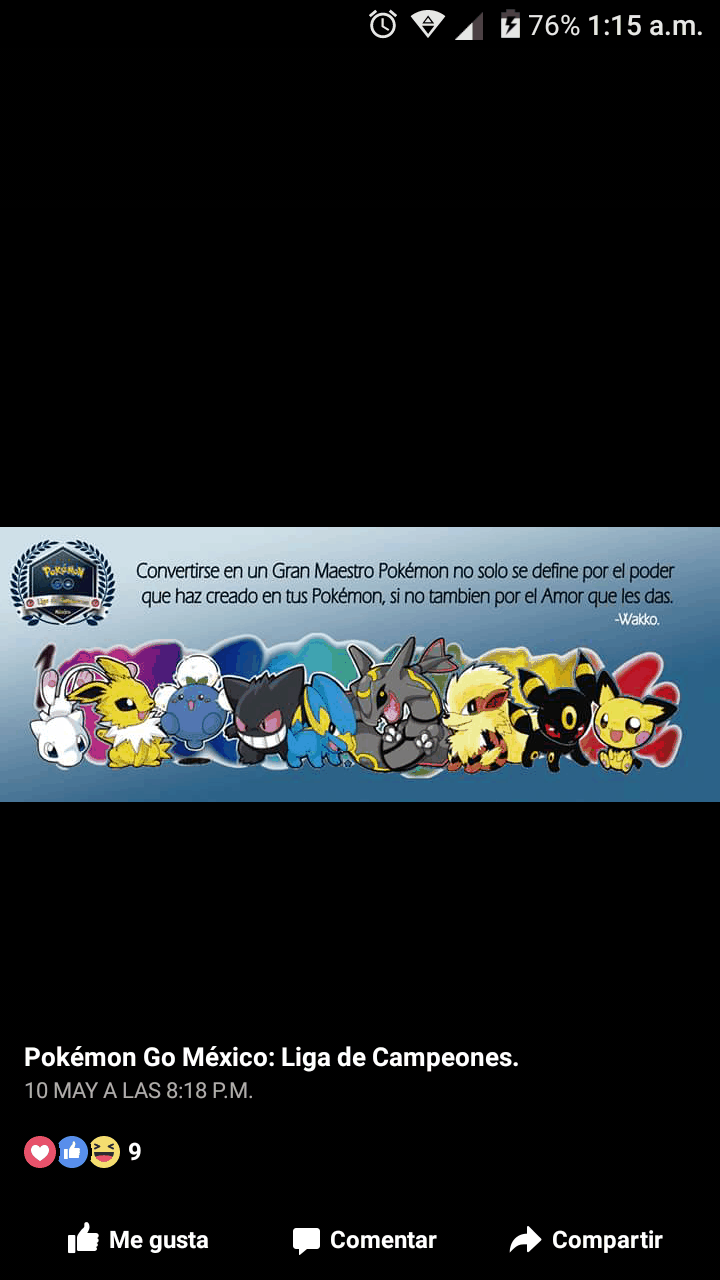 76% 1:15 a.m.
POKÉMON
GO
Convertirse en un Gran Maestro Pokémon no solo se define por el poder
que haz creado en tus Pokémon, si no tambien por el Amor que les das.
-Wakko.
Pokémon Go México: Liga de Campeones.
10 MAY A LAS 8:18 P.M.
9
Me gusta Comentar Compartir